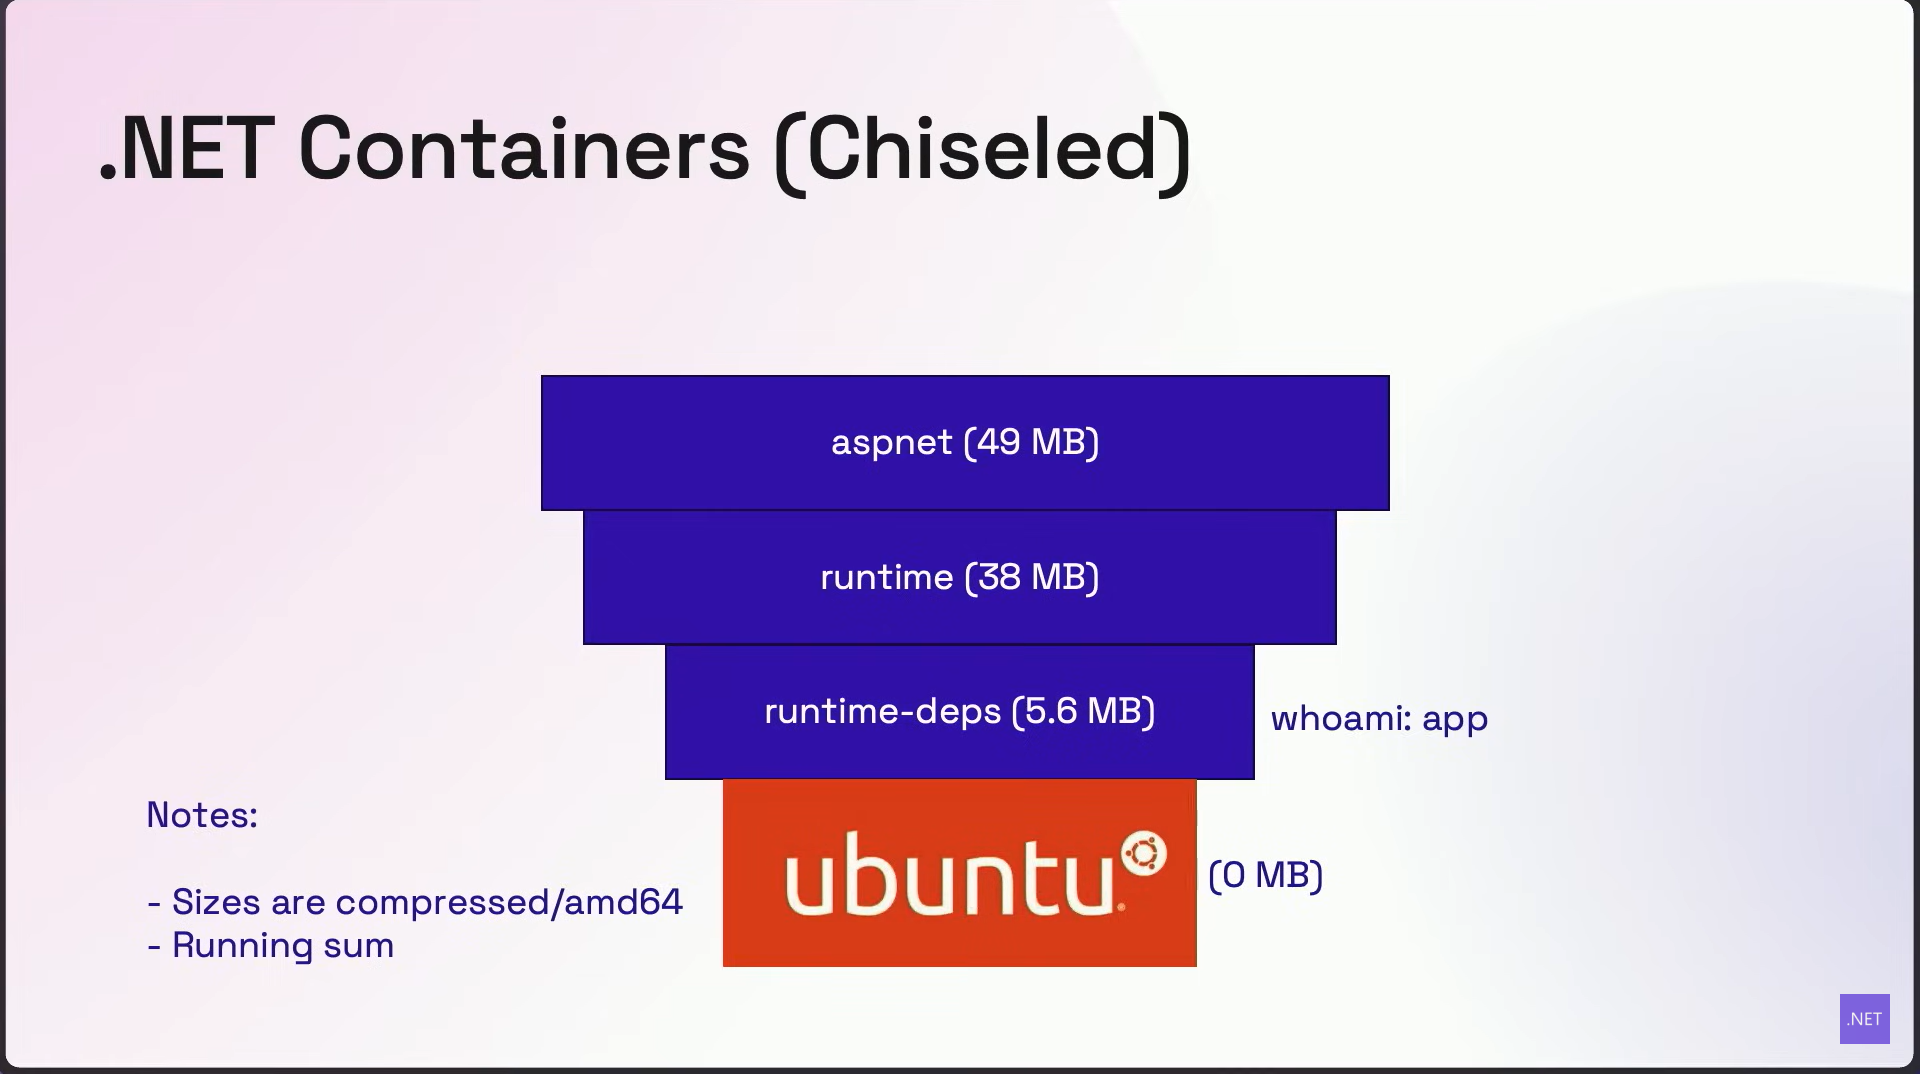 .NET Containers (Chiseled)
aspnet (49 MB)
runtime (38 MB)
runtime-deps (5.6 MB)
whoami: app
ubuntu
(0 MB)
Notes:
- Sizes are compressed/amd64
- Running sum
.NET